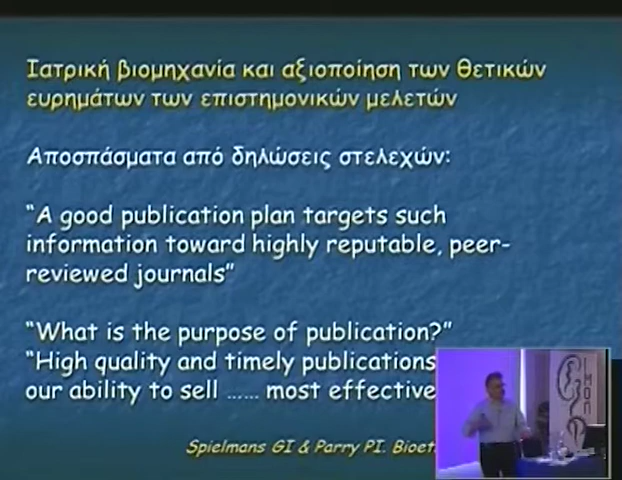 Ιατρική βιομηχανία και αξιοποίηση των θετικών
ευρημάτων των επιστημονικών μελετών
Αποσπάσματα από δηλώσεις στελεχών:
“A good publication plan targets such
information toward highly reputable, peer-
reviewed journals”
“What is the purpose of publication?”
“High quality and timely publications
our ability to sell …… most effective
Spielmans GI & Parry PI. Bioet